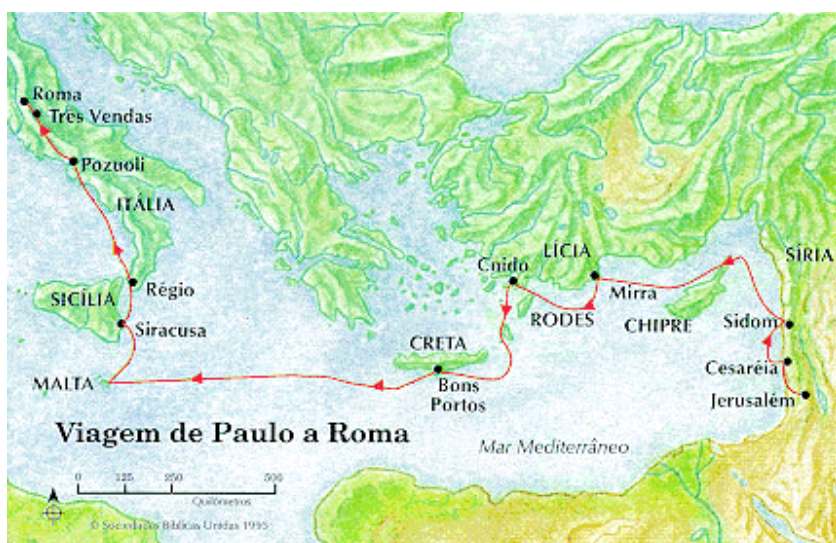 Roma
Três Vendas
Pozuoli
ITÁLIA
SICÍLIA
Régio
Siracusa
MALTA
CRETA
Bons
Portos
Cnido
LÍCIA
Mirra
RODES
CHIPRE
SÍRIA
Sidom
Cesaréia
Jerusalém
Viagem de Paulo a Roma
Mar Mediterrâneo
0 125 250 500
Quilômetros
© Sociedades Bíblicas Unidas 1995